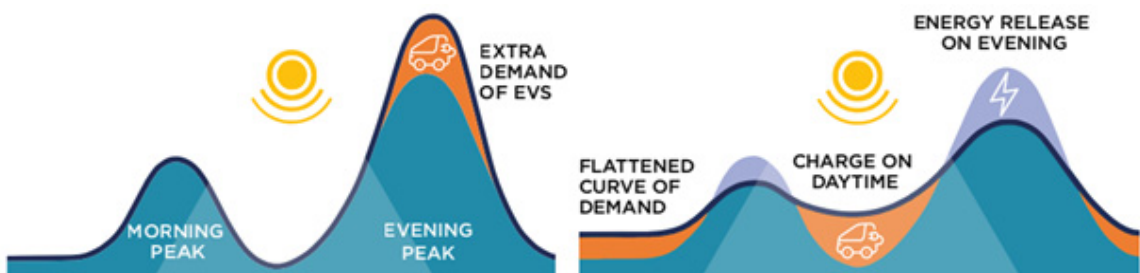 EXTRA
DEMAND
OF EVS
MORNING
PEAK
EVENING
PEAK
ENERGY RELEASE
ON EVENING
FLATTENED
CURVE OF
DEMAND
CHARGE ON
DAYTIME